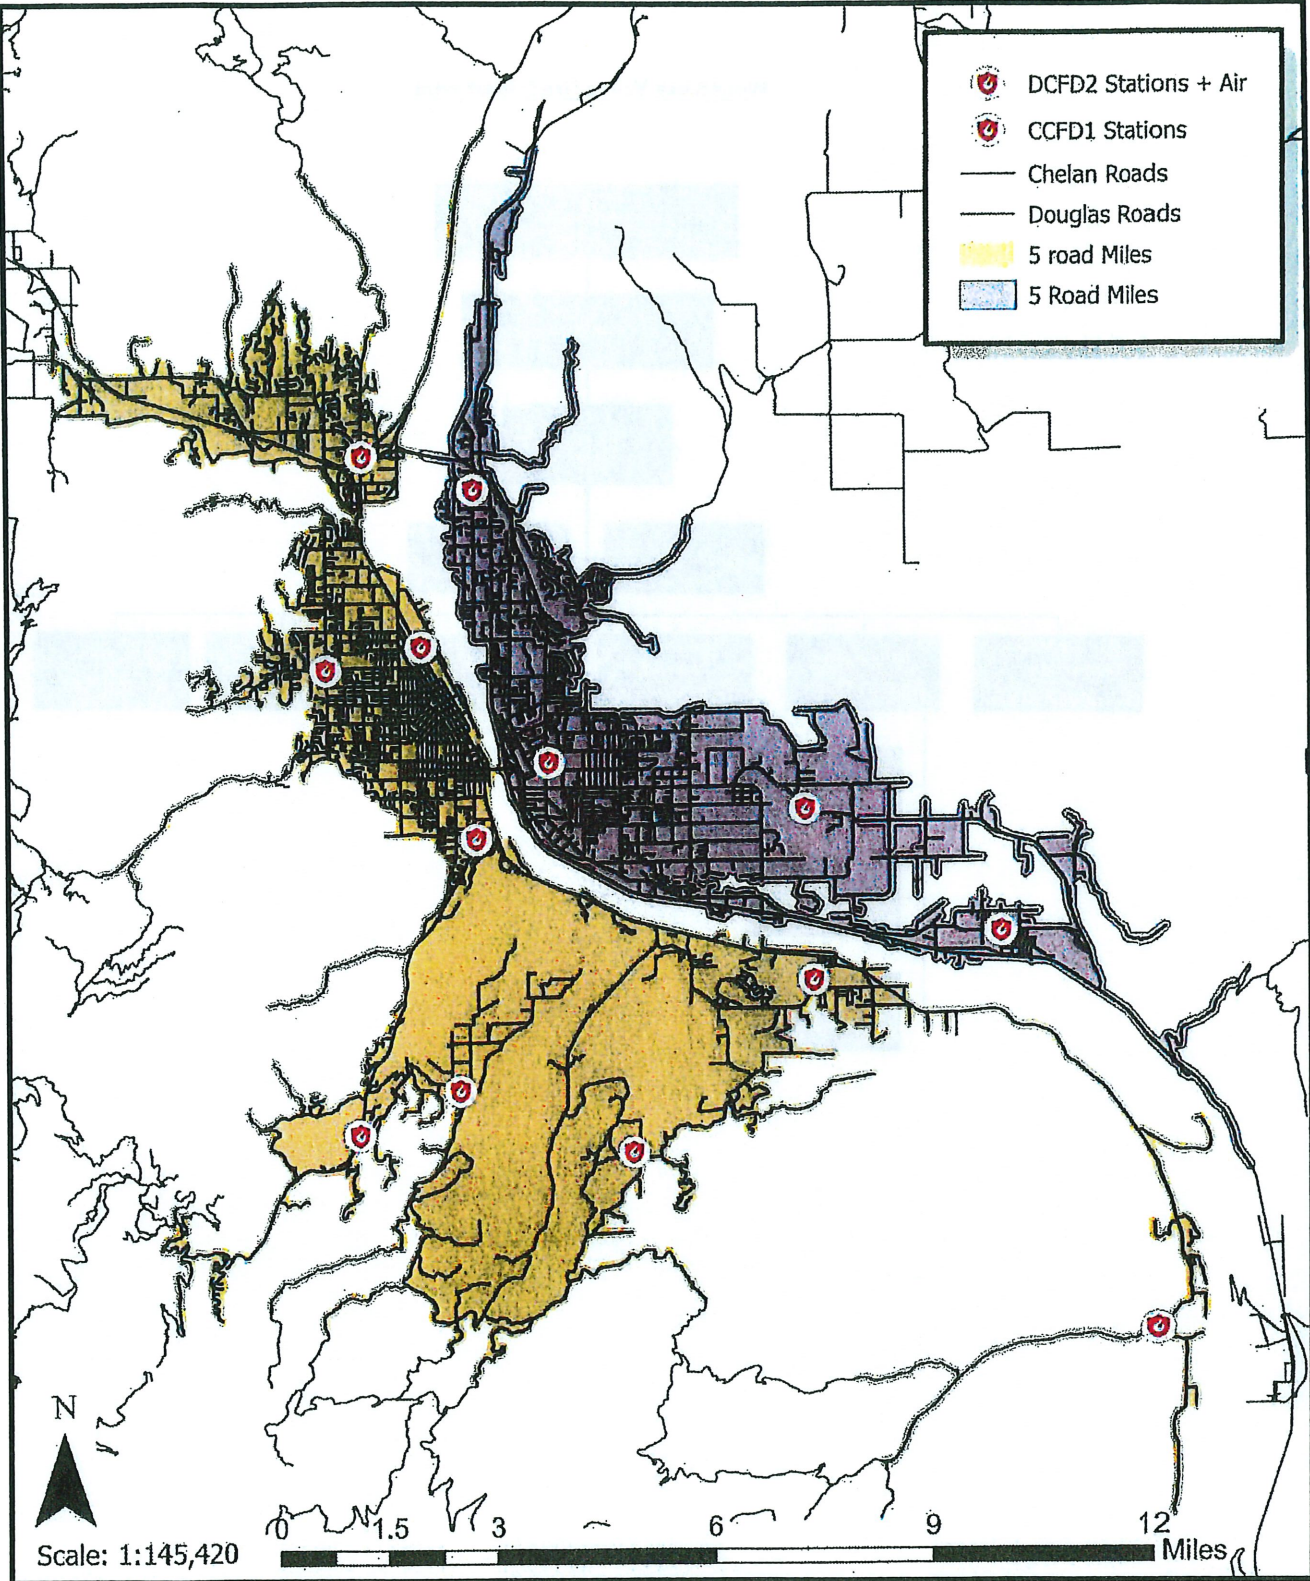 DCFD2 Stations + Air
CCFD1 Stations
Chelan Roads
Douglas Roads
5 road Miles
5 Road Miles
N
0 1.5 3 6 9 12
Miles
Scale: 1:145,420